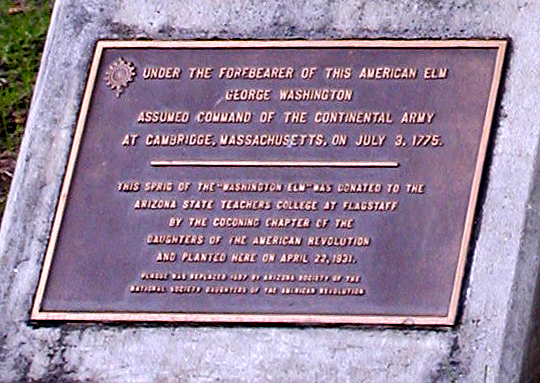 UNDER THE FOREBEARER OF THIS AMERICAN ELM
GEORGE WASHINGTON
ASSUMED COMMAND OF THE CONTINENTAL ARMY
AT CAMBRIDGE, MASSACHUSETTS, ON JULY 3, 1775.
THIS SPRIG OF THE "WASHINGTON ELM" WAS DONATED TO THE
ARIZONA STATE TEACHERS COLLEGE AT FLAGSTAFF
BY THE COCONINO CHAPTER OF THE
DAUGHTERS OF THE AMERICAN REVOLUTION
AND PLANTED HERE ON APRIL 22, 1931.
PLAQUE WAS REPLACED 1997 BY ARIZONA SOCIETY OF THE
NATIONAL SOCIETY DAUGHTERS OF THE AMERICAN REVOLUTION